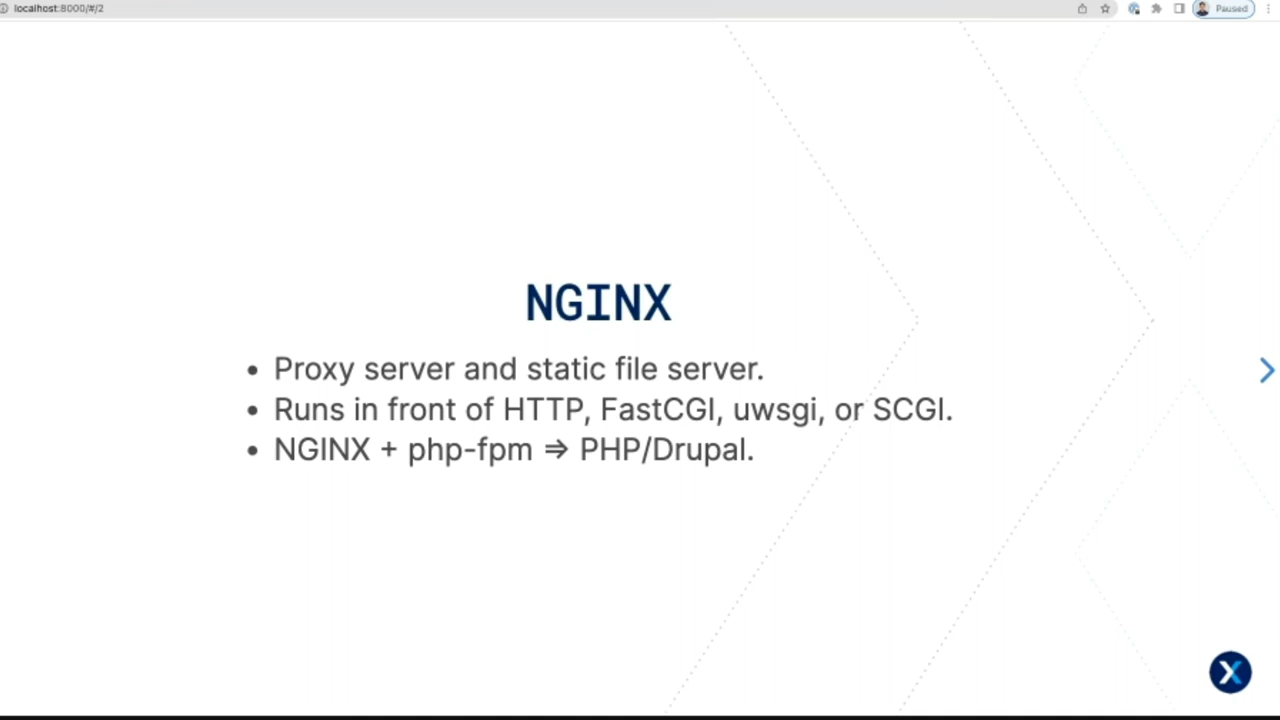 localhost:8000/#/2
Paused
NGINX
• Proxy server and static file server.
• Runs in front of HTTP, FastCGI, uwsgi, or SCGI.
• NGINX + php-fpm ⇒ PHP/Drupal.
X